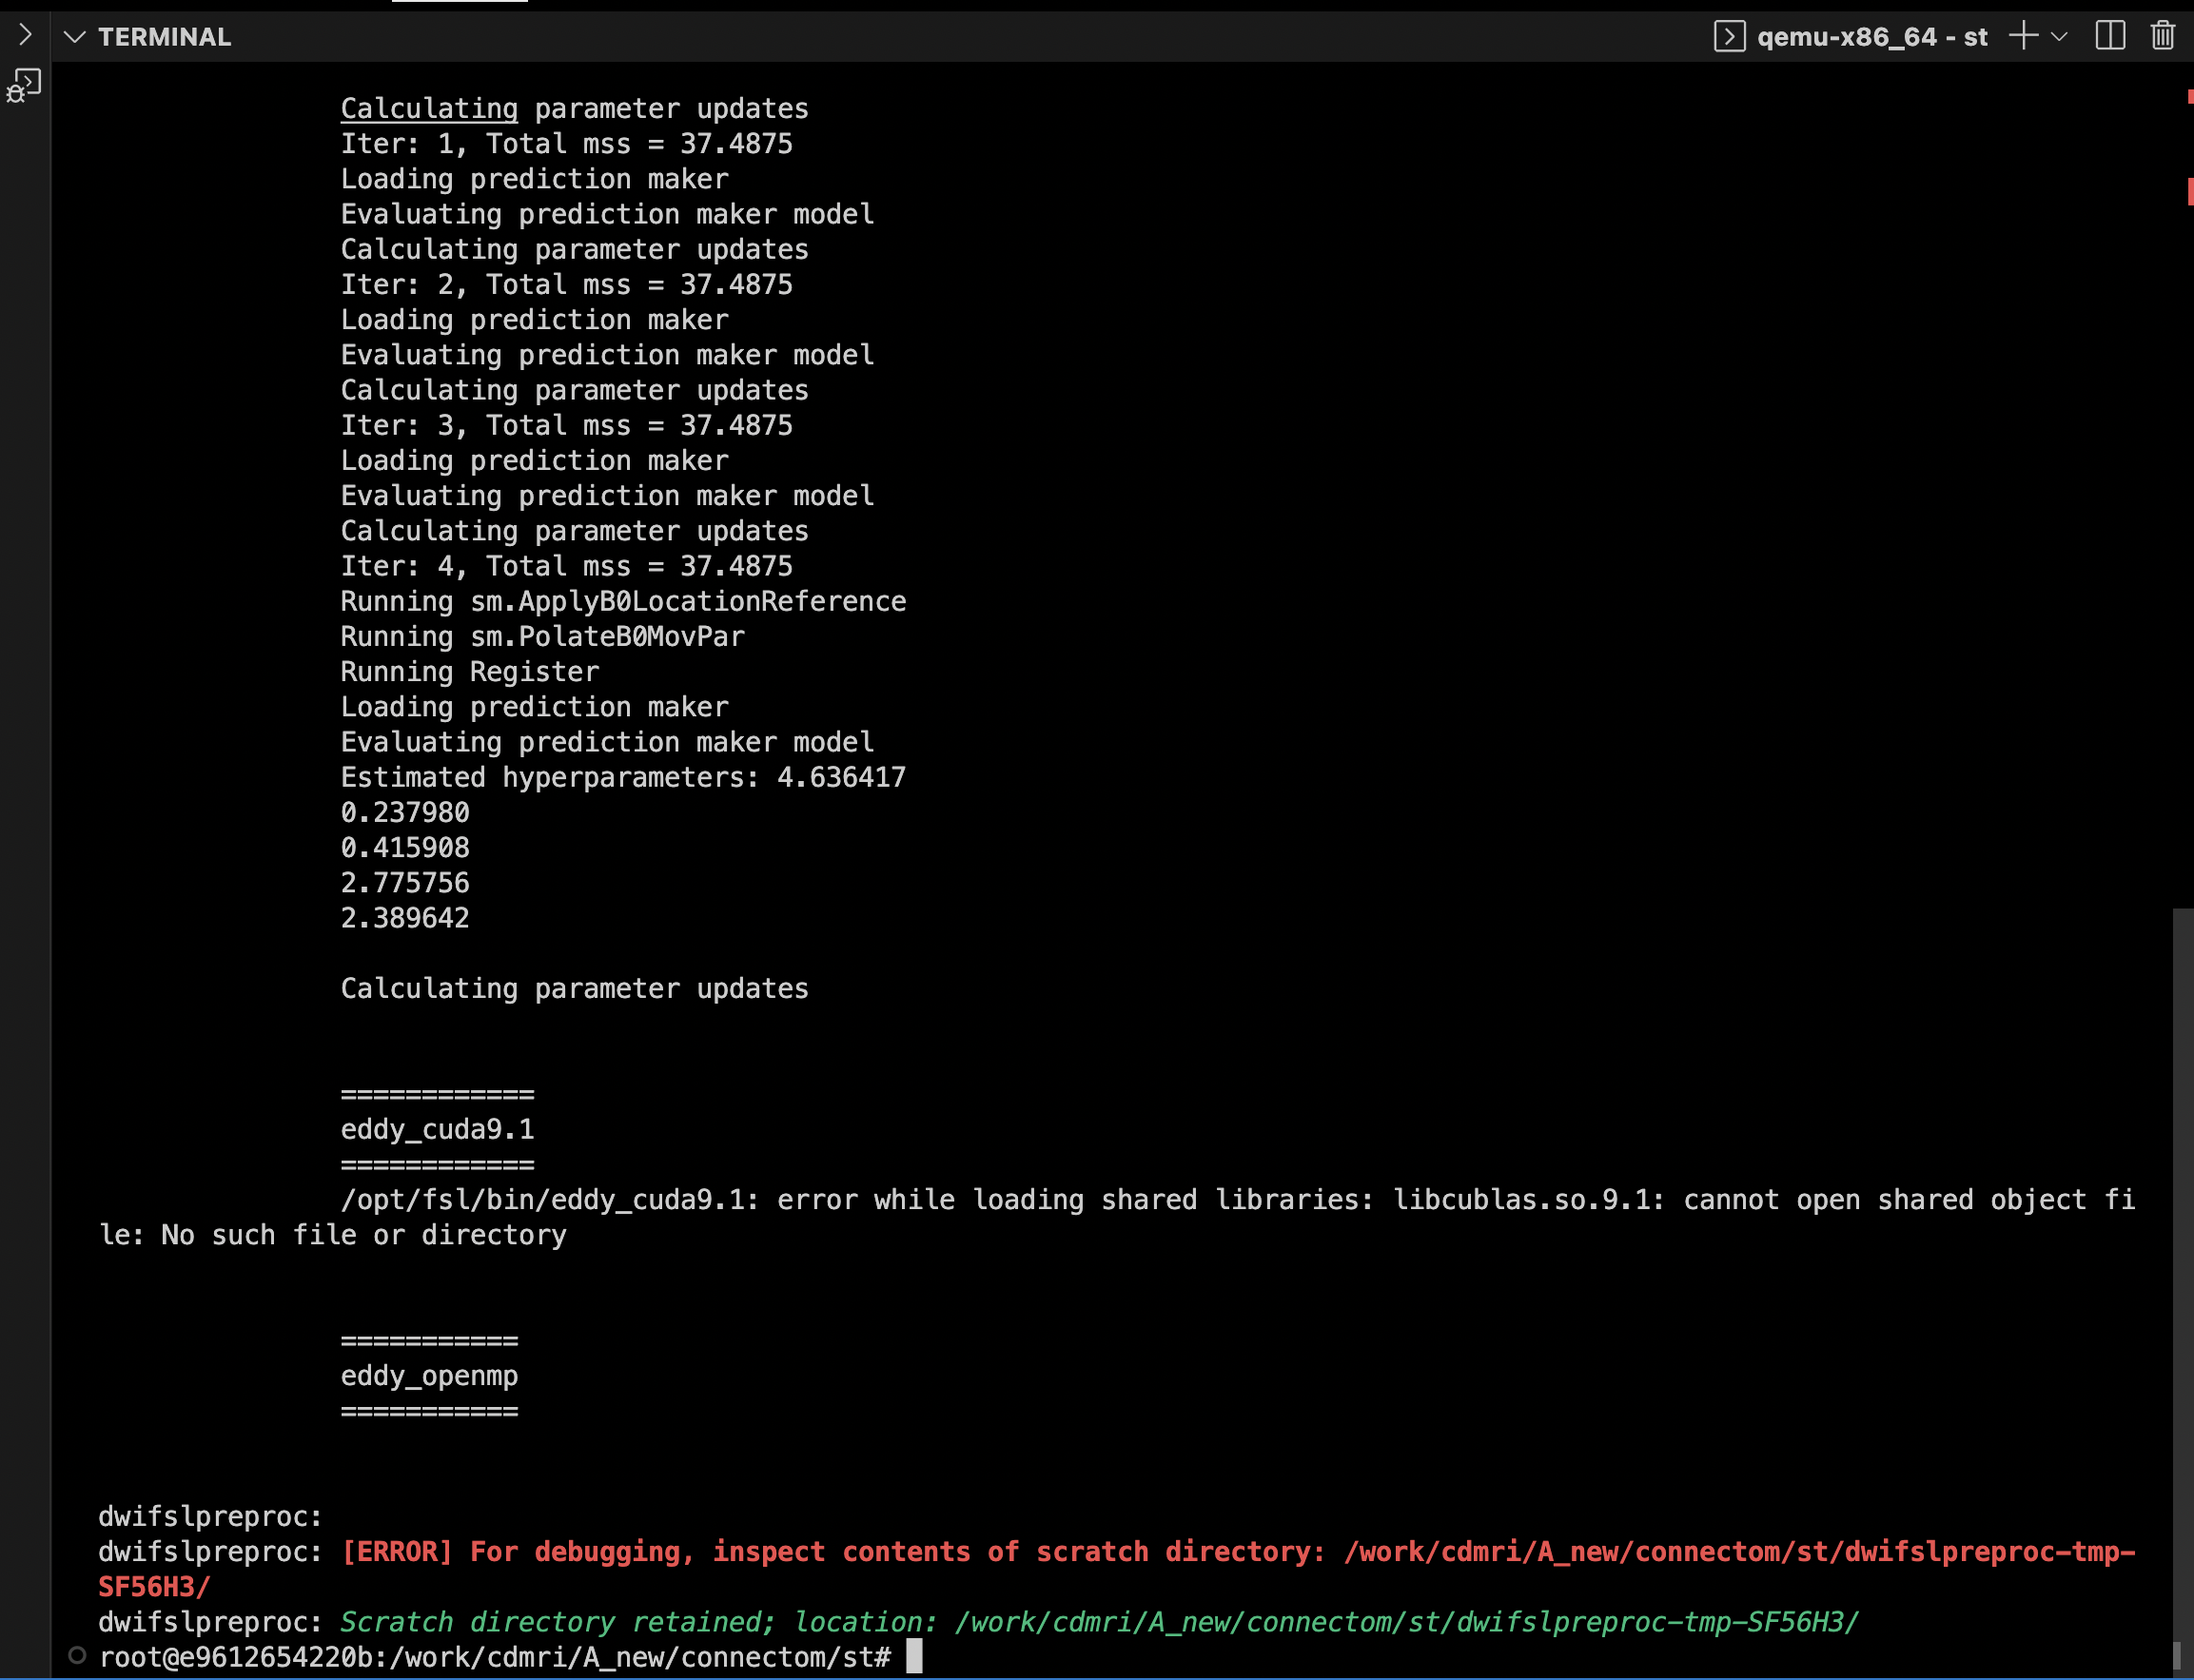 TERMINAL
qemu-x86_64 - st
Calculating parameter updates
Iter: 1, Total mss = 37.4875
Loading prediction maker
Evaluating prediction maker model
Calculating parameter updates
Iter: 2, Total mss = 37.4875
Loading prediction maker
Evaluating prediction maker model
Calculating parameter updates
Iter: 3, Total mss = 37.4875
Loading prediction maker
Evaluating prediction maker model
Calculating parameter updates
Iter: 4, Total mss = 37.4875
Running sm.ApplyB0LocationReference
Running sm.PolateB0MovPar
Running Register
Loading prediction maker
Evaluating prediction maker model
Estimated hyperparameters: 4.636417
0.237980
0.415908
2.775756
2.389642
Calculating parameter updates
============
eddy_cuda9.1
============
/opt/fsl/bin/eddy_cuda9.1: error while loading shared libraries: libcublas.so.9.1: cannot open shared object fi
le: No such file or directory
===========
eddy_openmp
===========
dwifslpreproc:
dwifslpreproc: [ERROR] For debugging, inspect contents of scratch directory: /work/cdmri/A_new/connectom/st/dwifslpreproc-tmp-
SF56H3/
dwifslpreproc: Scratch directory retained; location: /work/cdmri/A_new/connectom/st/dwifslpreproc-tmp-SF56H3/
root@e9612654220b:/work/cdmri/A_new/connectom/st#